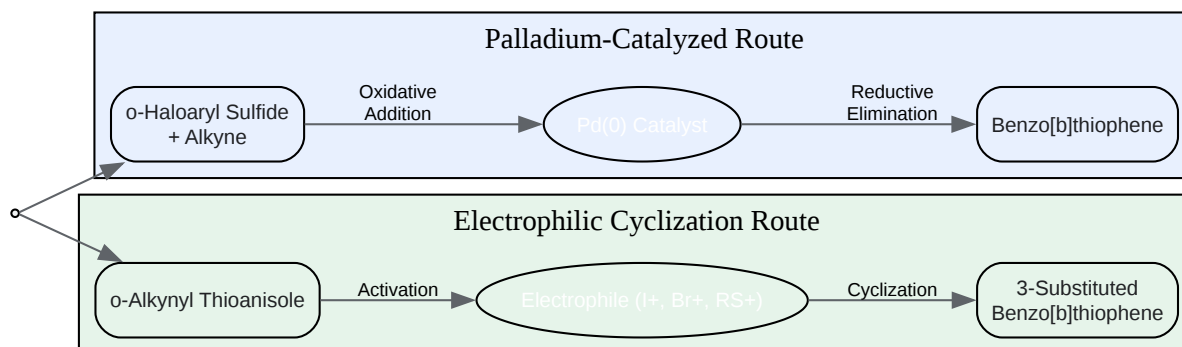 Palladium-Catalyzed Route
o-Haloaryl Sulfide
+ Alkyne
Oxidative
Addition
Pd(0) Catalyst
Reductive
Elimination
Benzo[b]thiophene
Electrophilic Cyclization Route
o-Alkynyl Thioanisole
Activation
Electrophile (I+, Br+, RS+)
Cyclization
3-Substituted
Benzo[b]thiophene